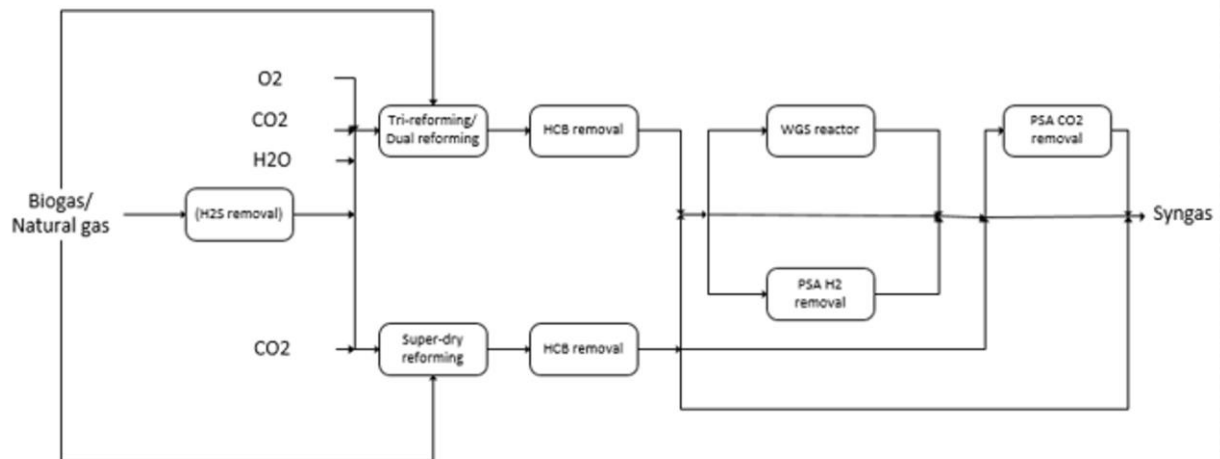 O2
CO2
H2O
Biogas/
Natural gas
(H2S removal)
CO2
Tri-reforming/
Dual reforming
HCB removal
Super-dry
reforming
HCB removal
WGS reactor
PSA H2
removal
PSA CO2
removal
Syngas